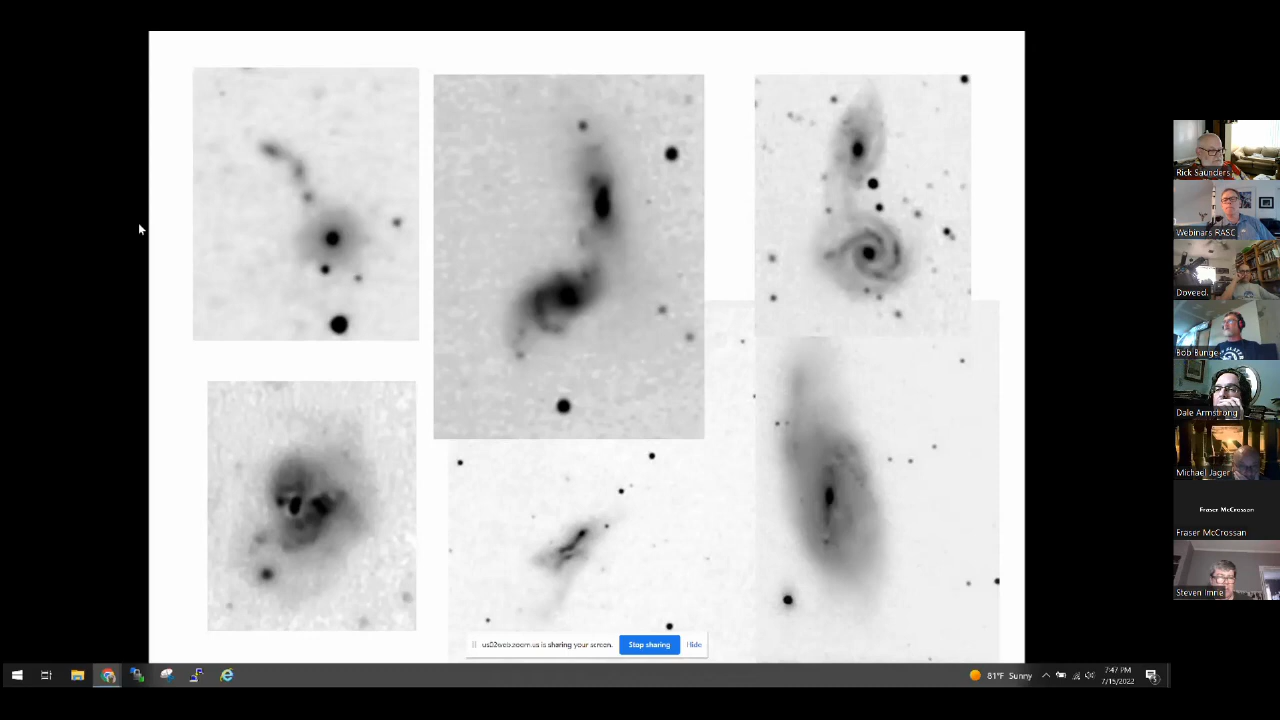 Rick Saunders
Webinars RASC
Doveed.
Bob Bunge
Dale Armstrong
Michael Jager
Fraser McCrossan
Fraser McCrossan
Steven Imrie
us02web.zoom.us is sharing your screen.
Stop sharing
Hide
81°F Sunny
7:47 PM
7/15/2022